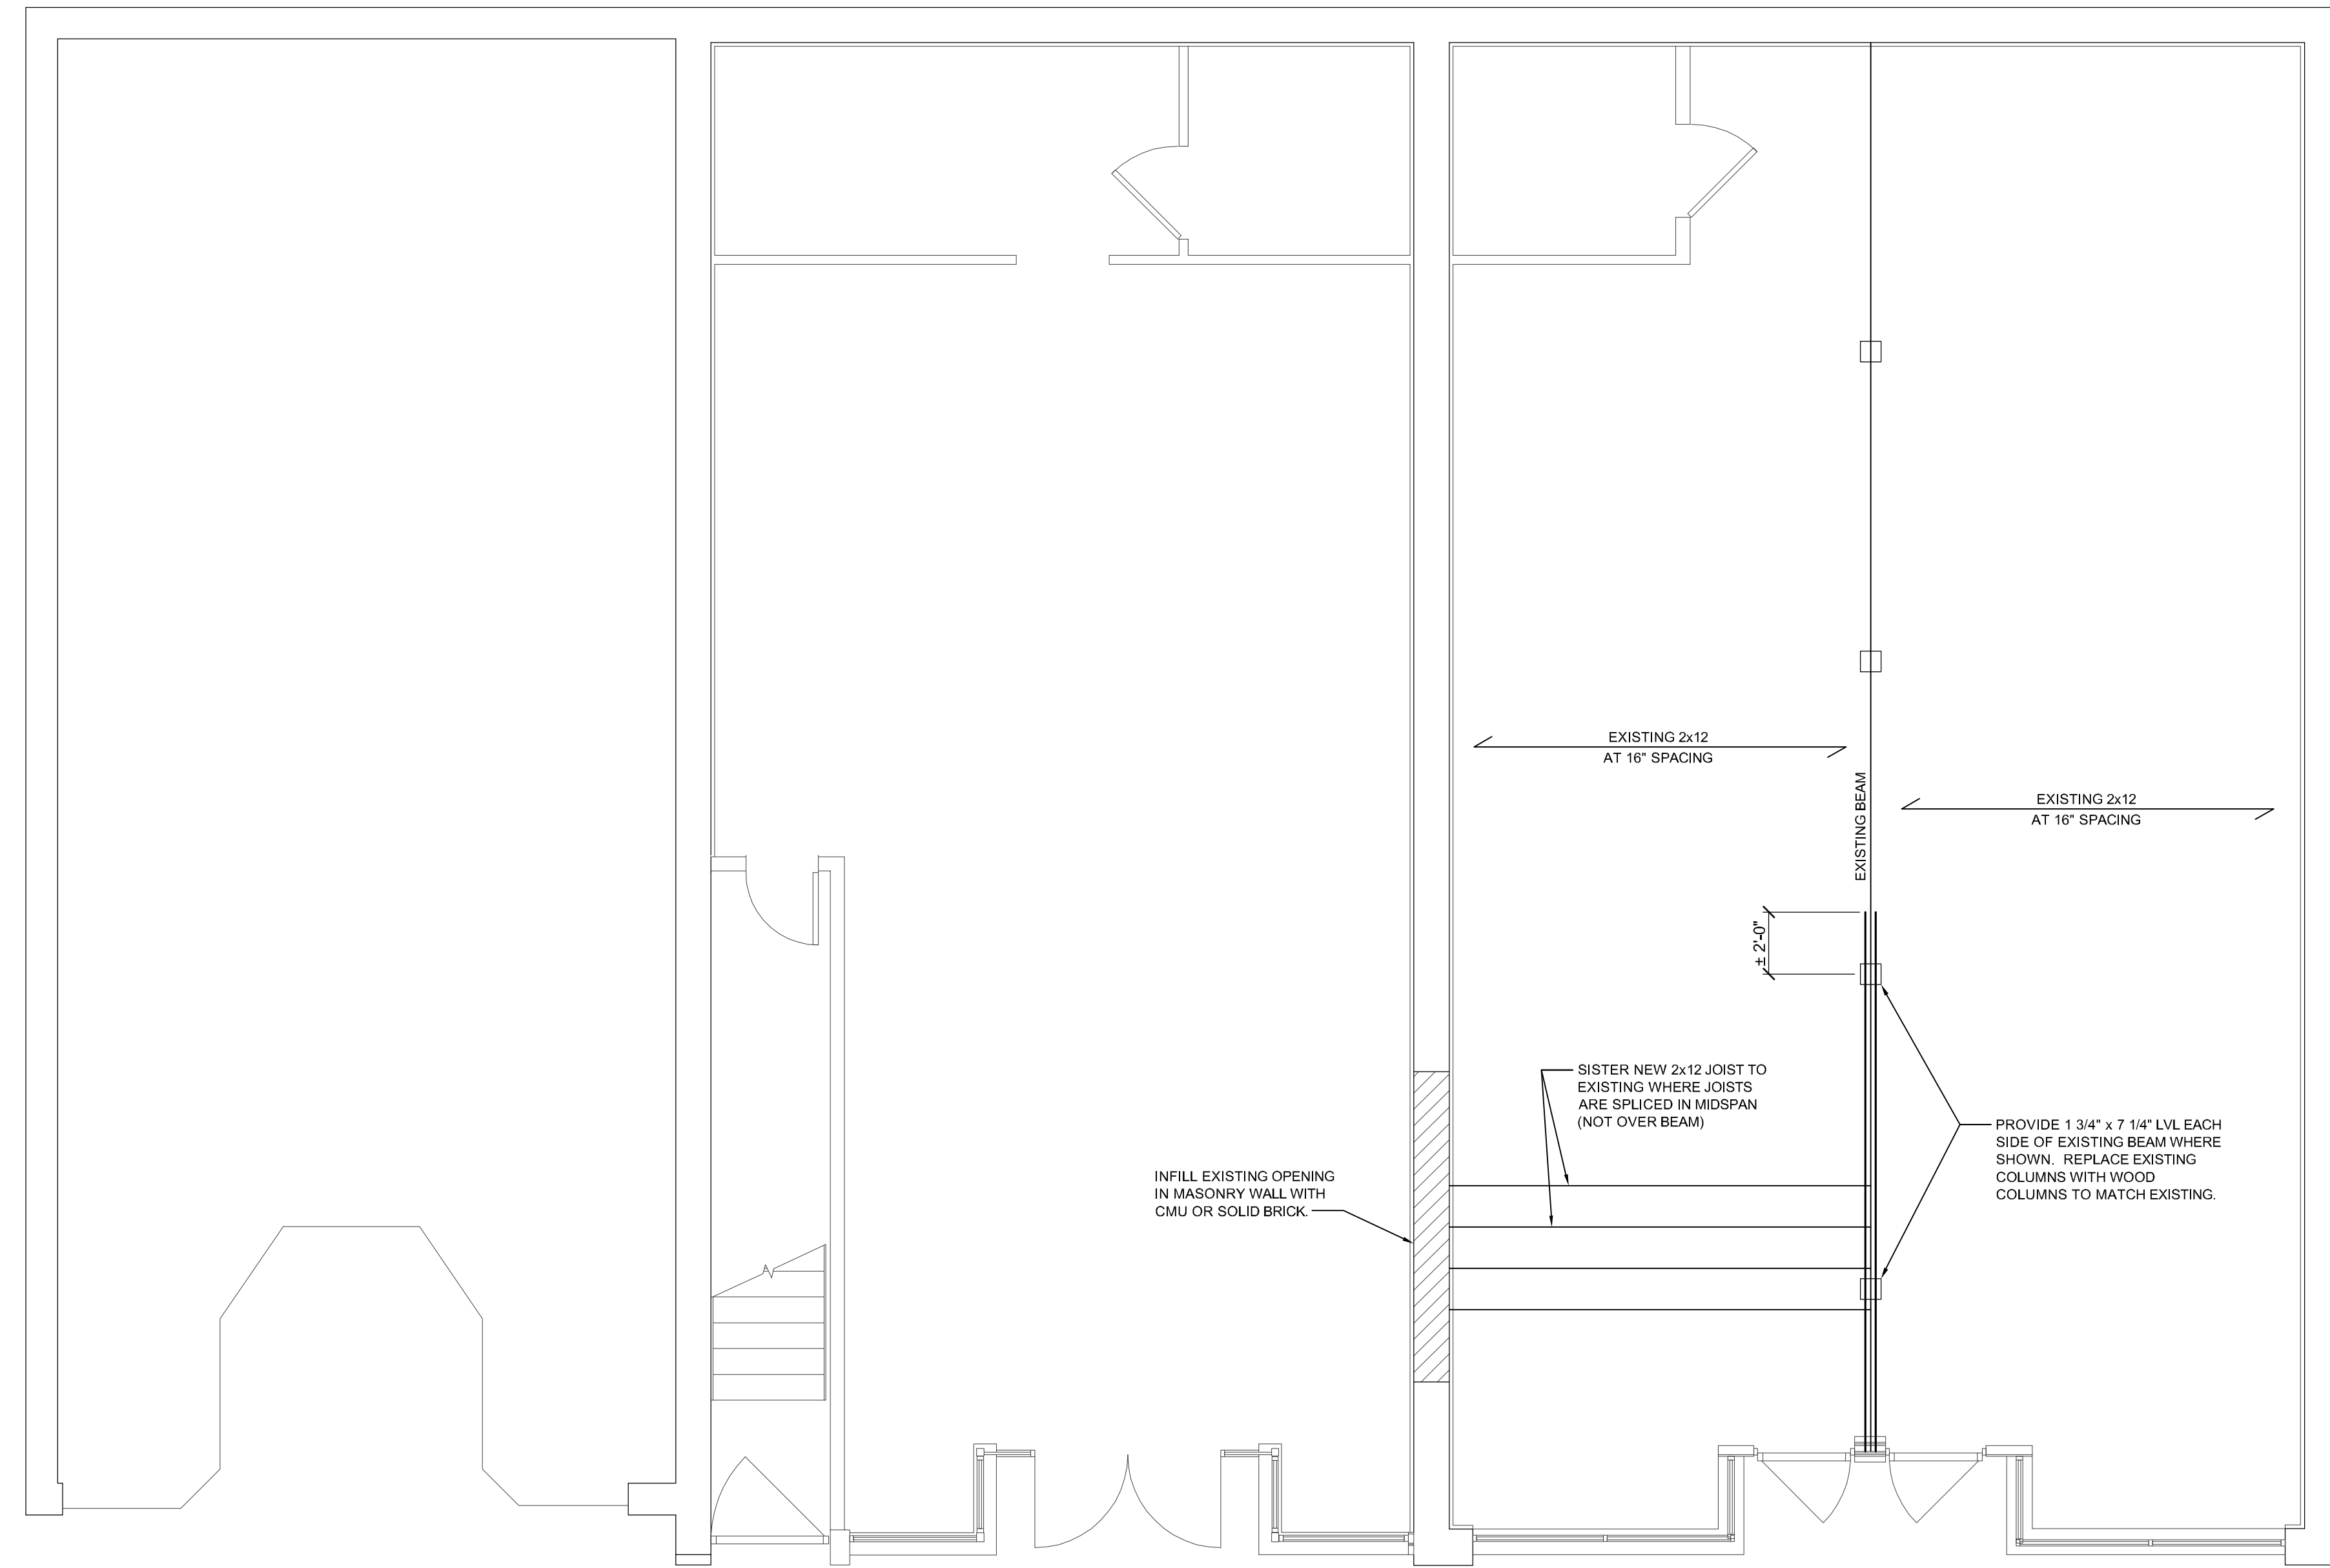 EXISTING 2x12
AT 16" SPACING
EXISTING BEAM
EXISTING 2x12
AT 16" SPACING
± 2'-0"
SISTER NEW 2x12 JOIST TO
EXISTING WHERE JOISTS
ARE SPLICED IN MIDSPAN
(NOT OVER BEAM)
PROVIDE 1 3/4" x 7 1/4" LVL EACH
SIDE OF EXISTING BEAM WHERE
SHOWN. REPLACE EXISTING
COLUMNS WITH WOOD
COLUMNS TO MATCH EXISTING.
INFILL EXISTING OPENING
IN MASONRY WALL WITH
CMU OR SOLID BRICK.